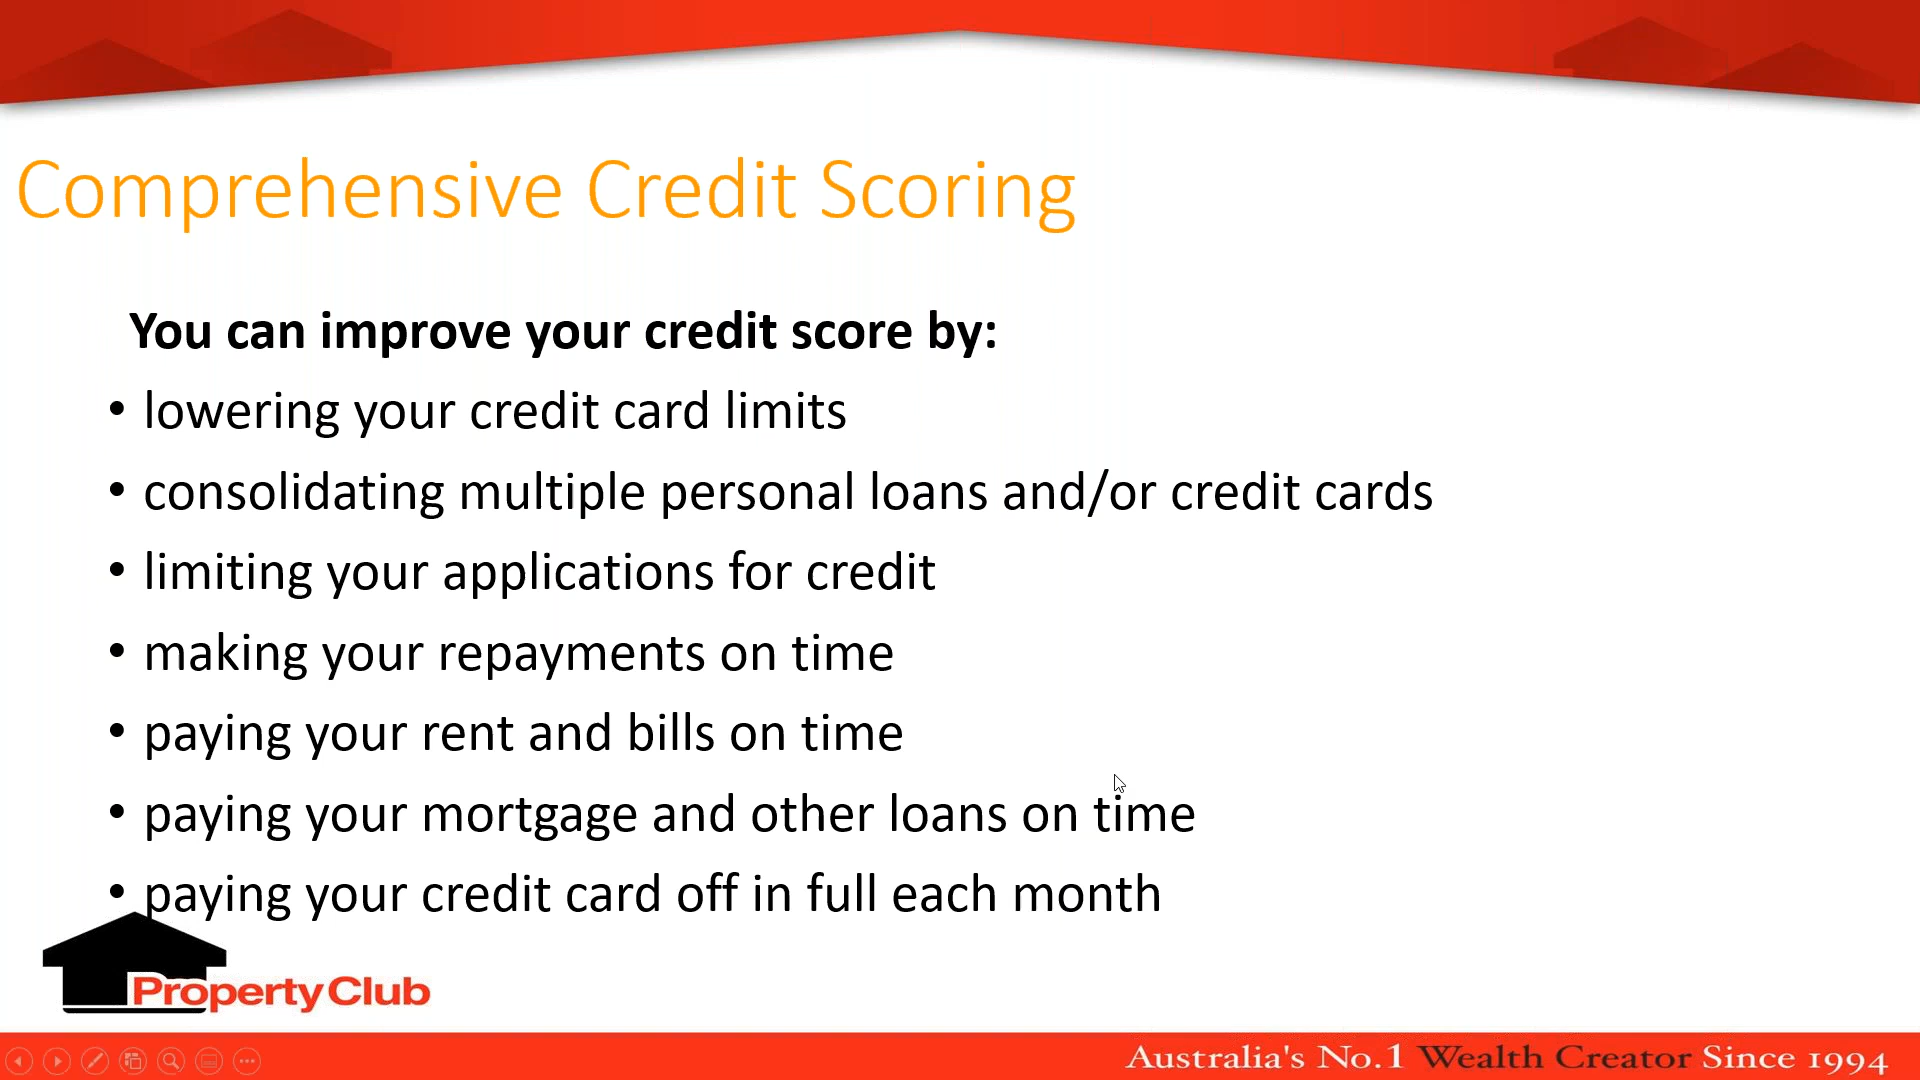 Comprehensive Credit Scoring
You can improve your credit score by:
• lowering your credit card limits
• consolidating multiple personal loans and/or credit cards
• limiting your applications for credit
• making your repayments on time
• paying your rent and bills on time
• paying your mortgage and other loans on time
• paying your credit card off in full each month
PropertyClub
Australia's No.1 Wealth Creator Since 1994